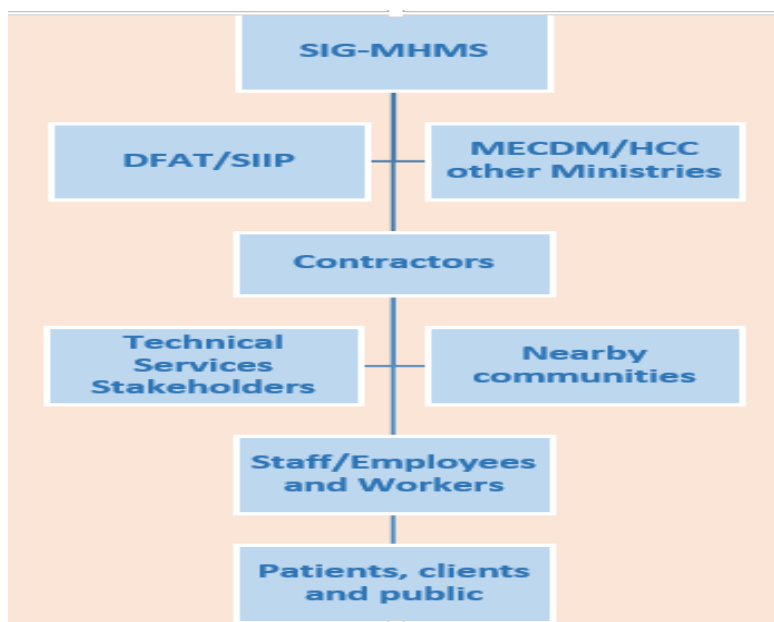 SIG-MHMS
DFAT/SIIP
MECDM/HCC
other Ministries
Contractors
Technical
Services
Stakeholders
Nearby
communities
Staff/Employees
and Workers
Patients, clients
and public